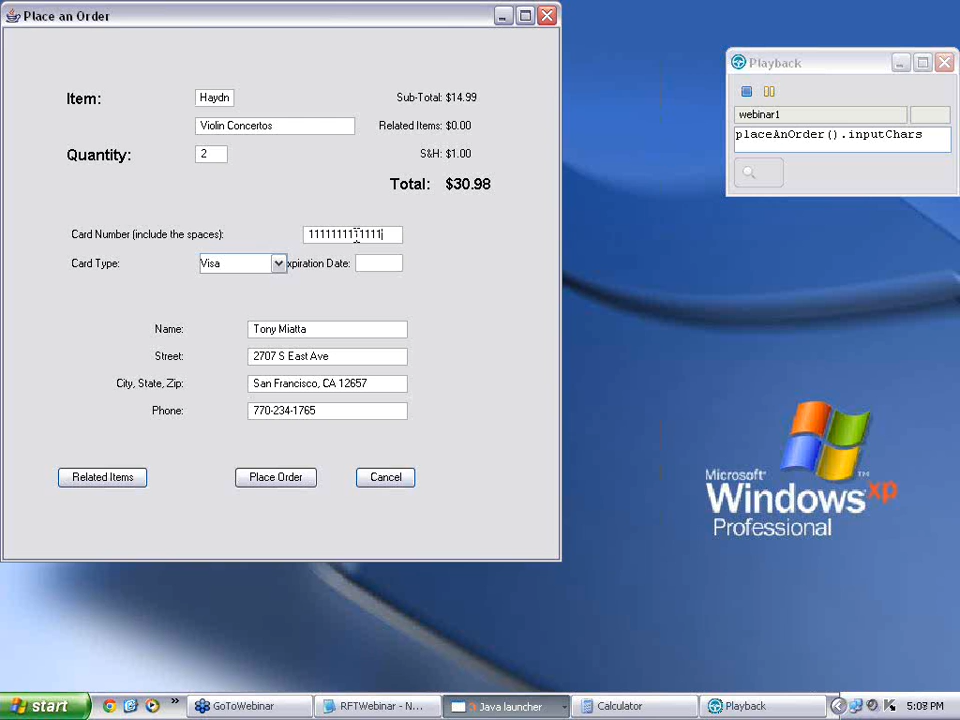 Place an Order
Item:
Haydn
Sub-Total: $14.99
Violin Concertos
Related Items: $0.00
Quantity:
2
S&H: $1.00
Total: $30.98
Card Number (include the spaces):
Card Type:
Visa
xpiration Date:
Name:
Tony Miatta
Street:
2707 S East Ave
City, State, Zip:
San Francisco, CA 12657
Phone:
770-234-1765
Related Items
Place Order
Cancel
Playback
webinar1
placeAnOrder().inputChars
Microsoft®
Windows xp
Professional
start
GoToWebinar
RFTWebinar - N...
Java launcher
Calculator
Playback
5:03 PM